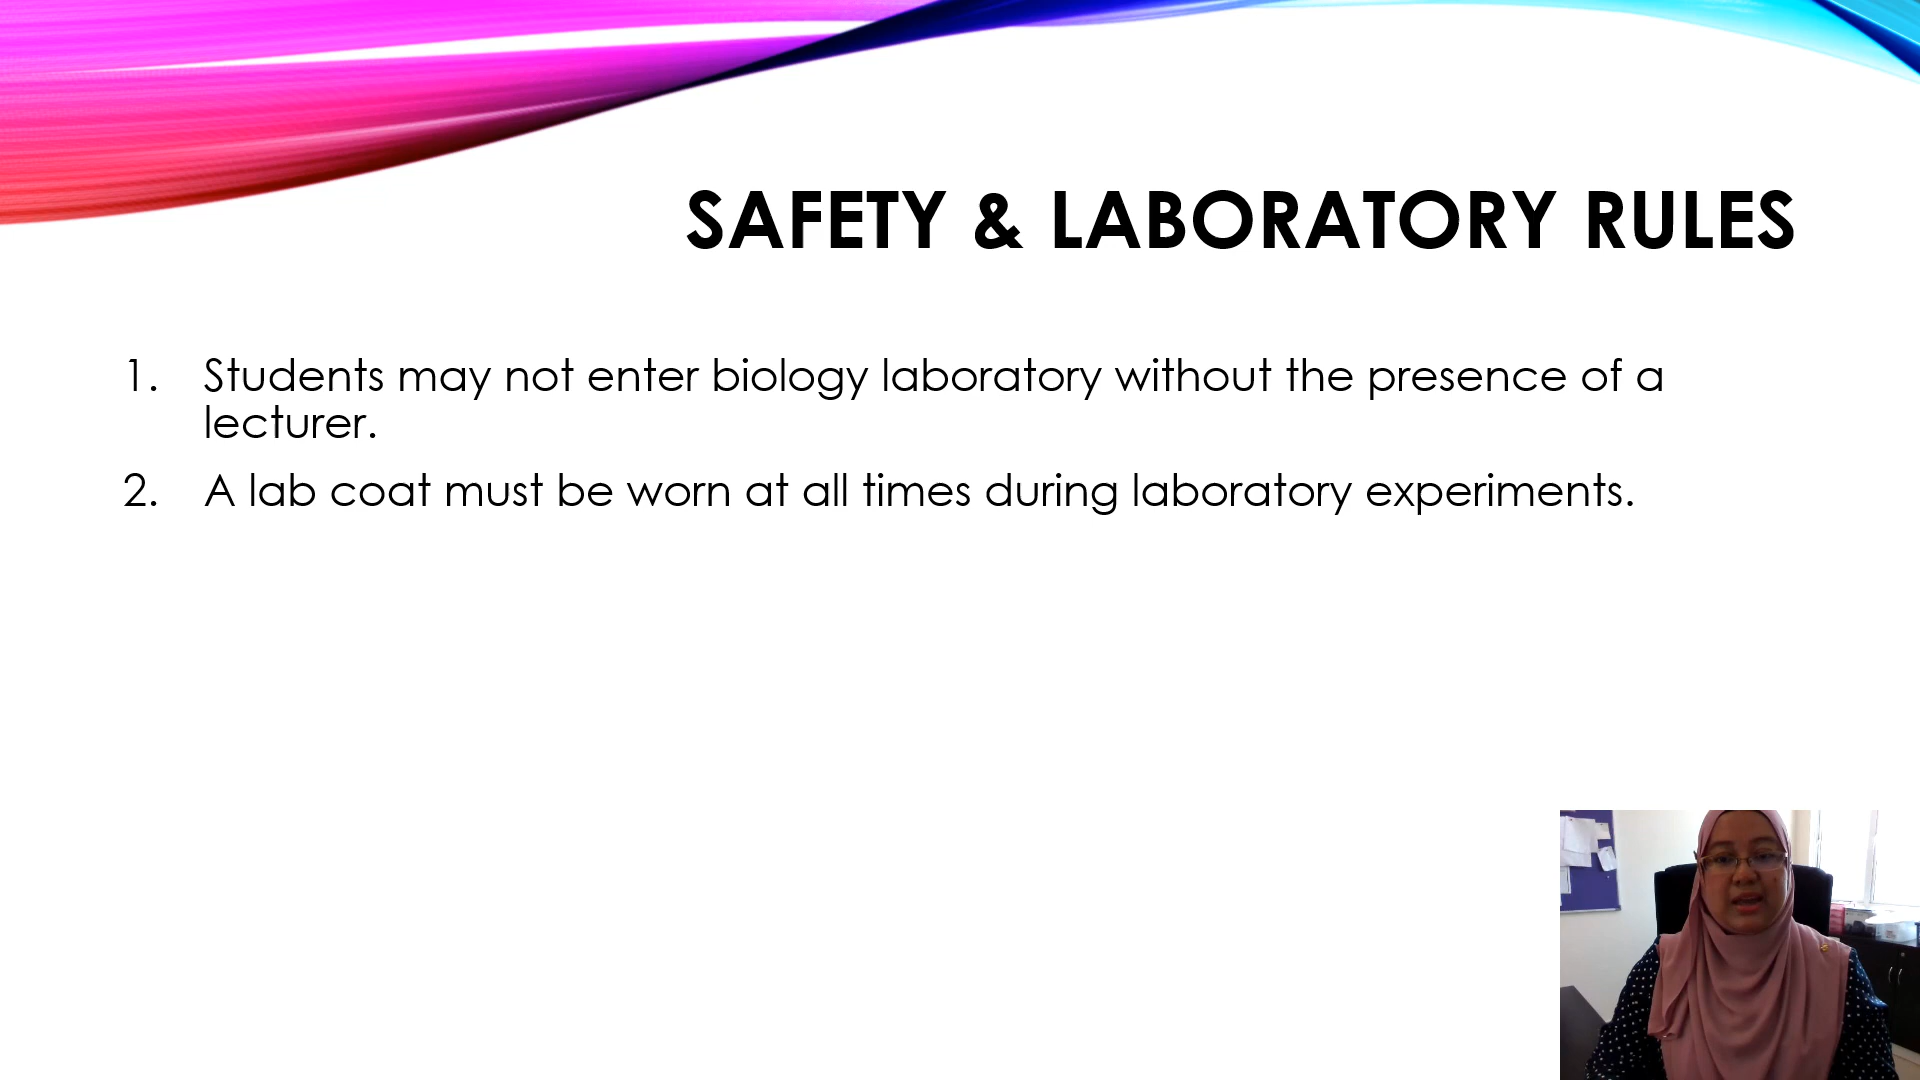 SAFETY & LABORATORY RULES
1. Students may not enter biology laboratory without the presence of a
lecturer.
2. A lab coat must be worn at all times during laboratory experiments.